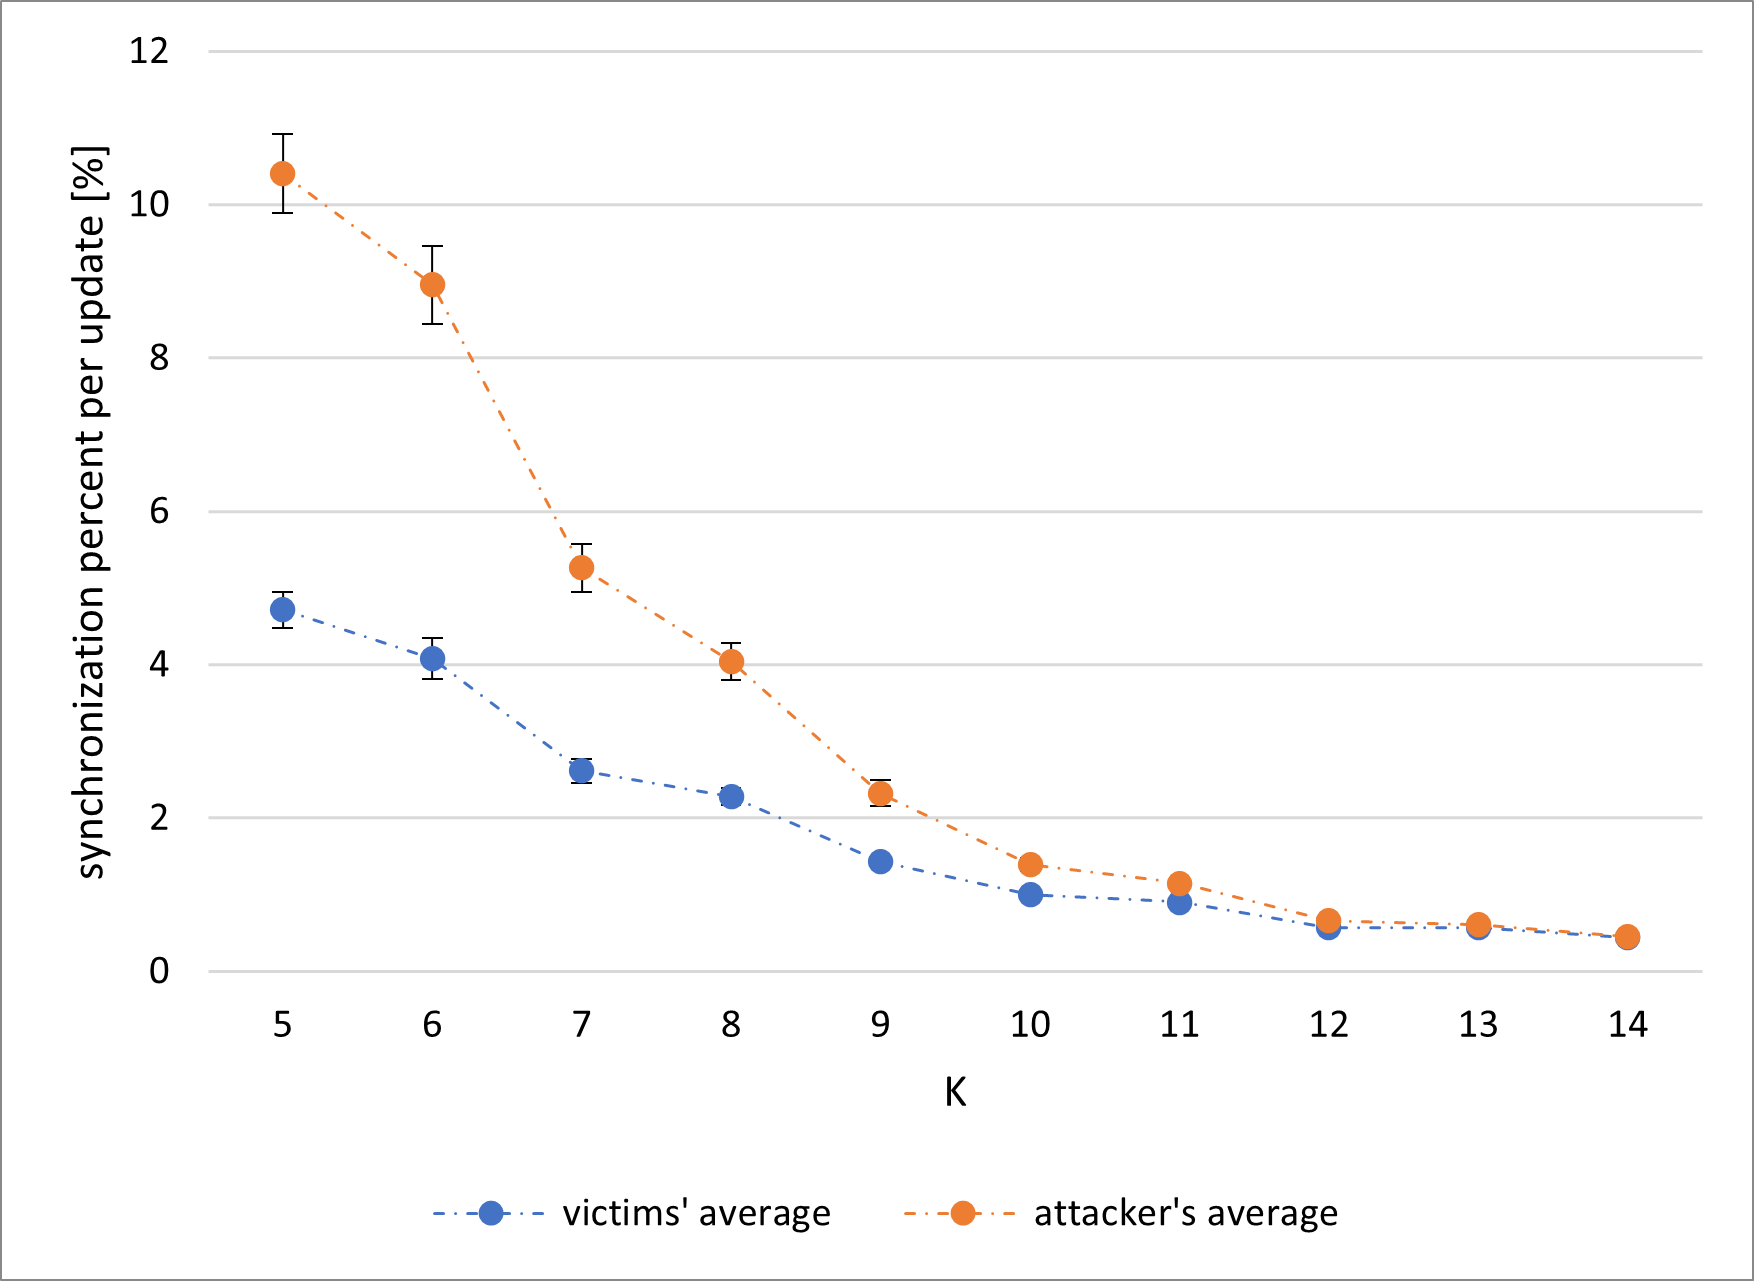 synchronization percent per update [%]
12
10
8
6
4
2
0
5 6 7 8 9 10 11 12 13 14
K
victims' average attacker's average